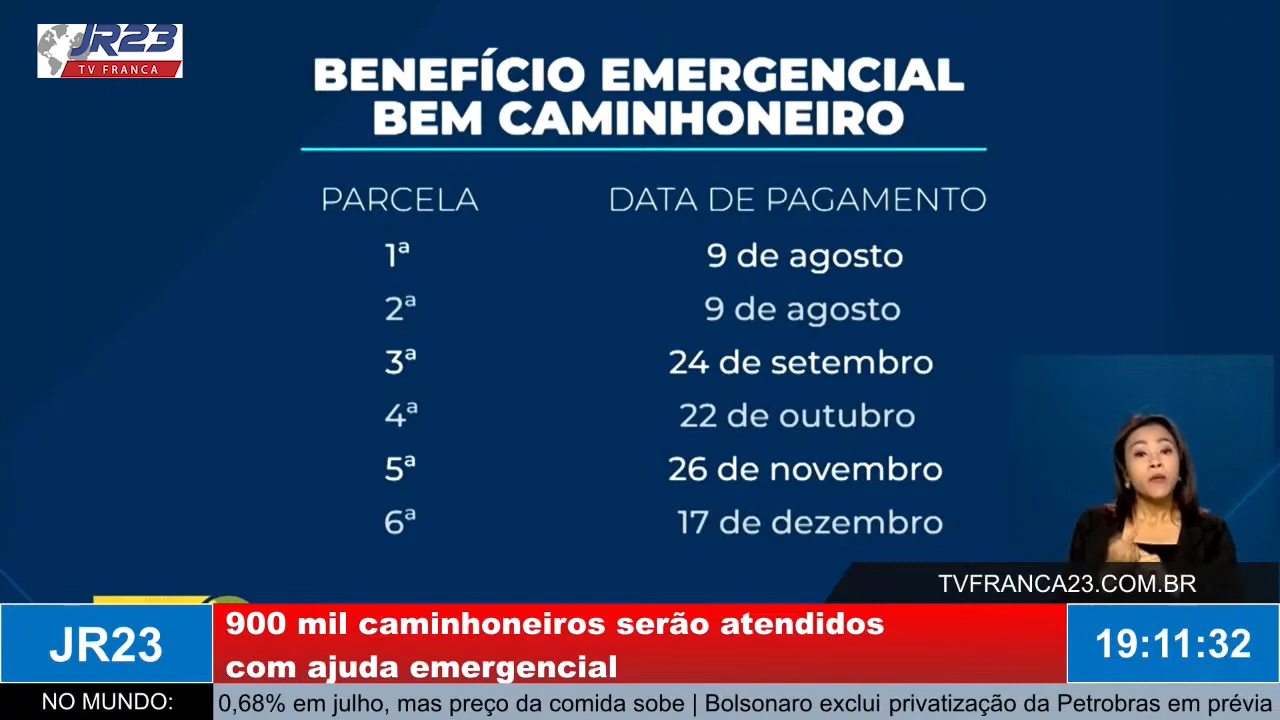 JR23
TV FRANCA
BENEFÍCIO EMERGENCIAL
BEM CAMINHONEIRO
PARCELA DATA DE PAGAMENTO
1ª 9 de agosto
2ª 9 de agosto
3ª 24 de setembro
4ª 22 de outubro
5ª 26 de novembro
6ª 17 de dezembro
TVFRANCA23.COM.BR
JR23
900 mil caminhoneiros serão atendidos
com ajuda emergencial
19:11:32
NO MUNDO: 0,68% em julho, mas preço da comida sobe | Bolsonaro exclui privatização da Petrobras em prévia